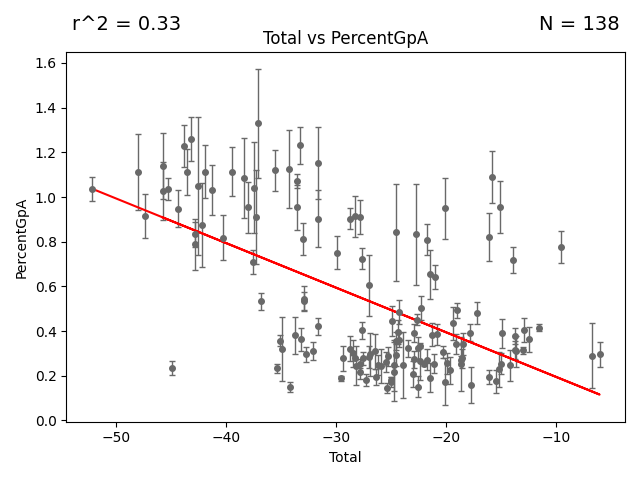 r^2 = 0.33 N = 138
Total vs PercentGpA
1.6
1.4
1.2
1.0
0.8
0.6
0.4
0.2
0.0
PercentGpA
−50 −40 −30 −20 −10
Total